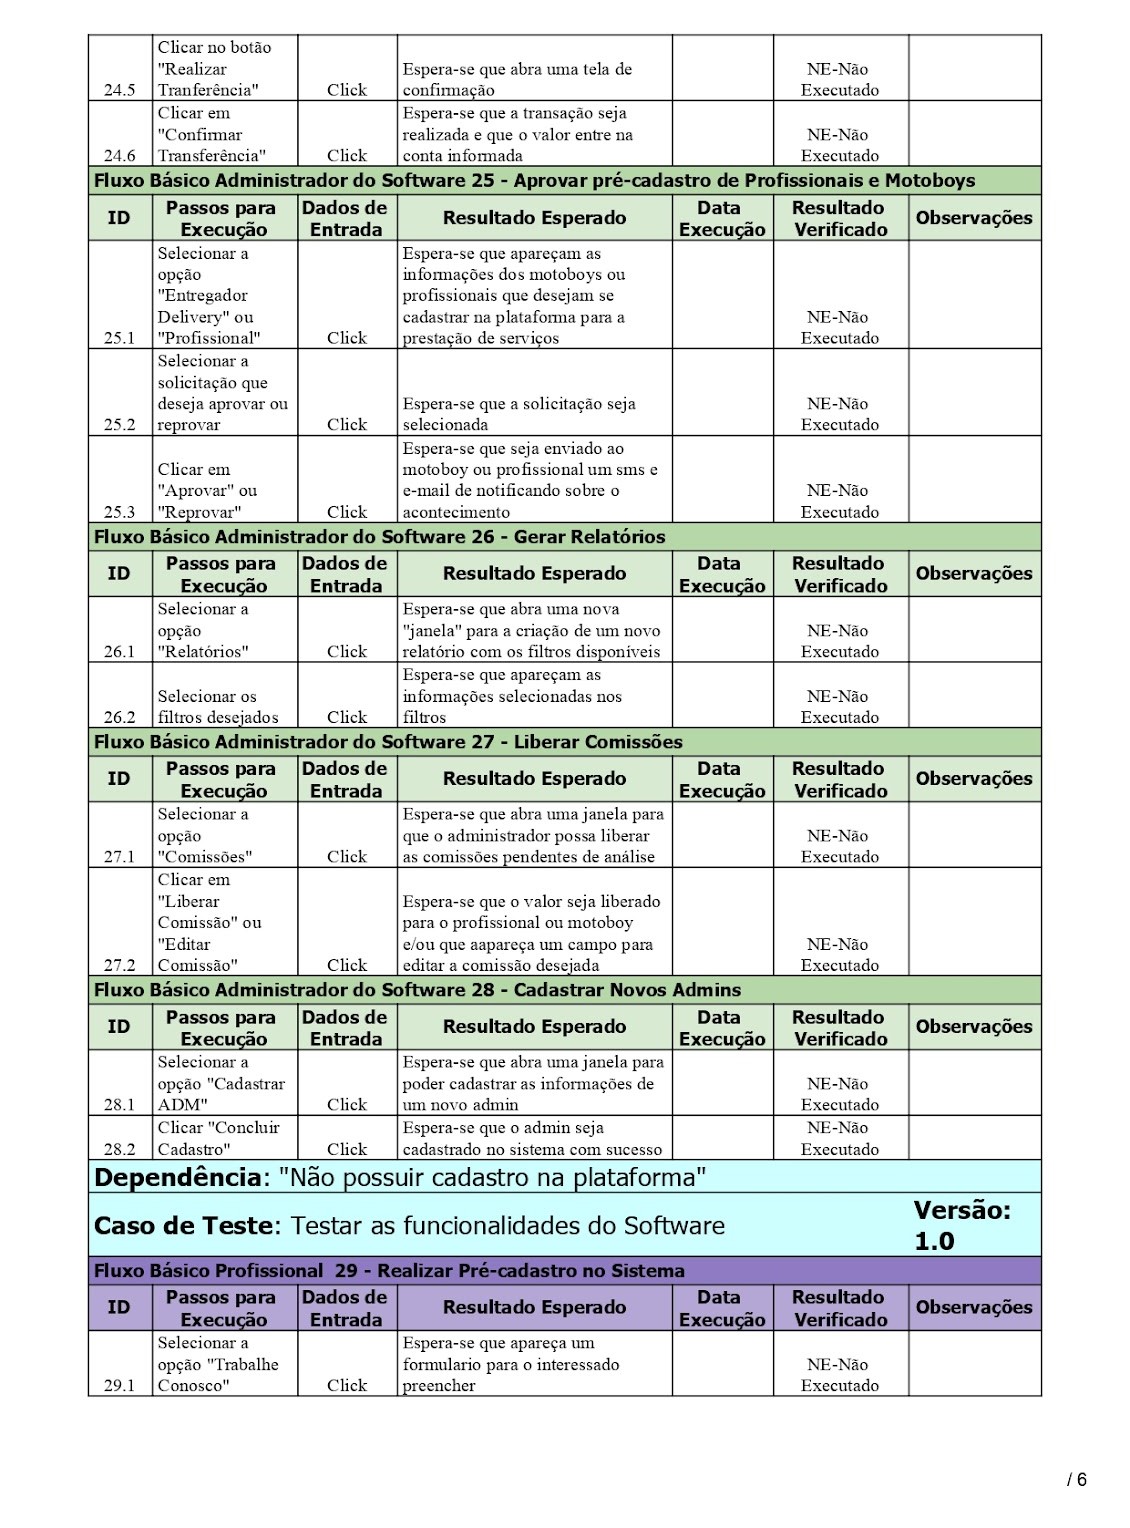 Clicar no botão
"Realizar
Tranferência"
24.5
Click
Espera-se que abra uma tela de
confirmação
NE-Não
Executado
Clicar em
"Confirmar
Transferência"
24.6
Click
Espera-se que a transação seja
realizada e que o valor entre na
conta informada
NE-Não
Executado
Fluxo Básico Administrador do Software 25 - Aprovar pré-cadastro de Profissionais e Motoboys
ID
Passos para
Execução
Dados de
Entrada
Resultado Esperado
Data
Execução
Resultado
Verificado
Observações
25.1
Selecionar a
opção
"Entregador
Delivery" ou
"Profissional"
Click
Espera-se que apareçam as
informações dos motoboys ou
profissionais que desejam se
cadastrar na plataforma para a
prestação de serviços
NE-Não
Executado
25.2
Selecionar a
solicitação que
deseja aprovar ou
reprovar
Click
Espera-se que a solicitação seja
selecionada
NE-Não
Executado
25.3
Clicar em
"Aprovar" ou
"Reprovar"
Click
Espera-se que seja enviado ao
motoboy ou profissional um sms e
e-mail de notificando sobre o
acontecimento
NE-Não
Executado
Fluxo Básico Administrador do Software 26 - Gerar Relatórios
ID
Passos para
Execução
Dados de
Entrada
Resultado Esperado
Data
Execução
Resultado
Verificado
Observações
26.1
Selecionar a
opção
"Relatórios"
Click
Espera-se que abra uma nova
"janela" para a criação de um novo
relatório com os filtros disponíveis
NE-Não
Executado
26.2
Selecionar os
filtros desejados
Click
Espera-se que apareçam as
informações selecionadas nos
filtros
NE-Não
Executado
Fluxo Básico Administrador do Software 27 - Liberar Comissões
ID
Passos para
Execução
Dados de
Entrada
Resultado Esperado
Data
Execução
Resultado
Verificado
Observações
27.1
Selecionar a
opção
"Comissões"
Click
Espera-se que abra uma janela para
que o administrador possa liberar
as comissões pendentes de análise
NE-Não
Executado
27.2
Clicar em
"Liberar
Comissão" ou
"Editar
Comissão"
Click
Espera-se que o valor seja liberado
para o profissional ou motoboy
e/ou que aapareça um campo para
editar a comissão desejada
NE-Não
Executado
Fluxo Básico Administrador do Software 28 - Cadastrar Novos Admins
ID
Passos para
Execução
Dados de
Entrada
Resultado Esperado
Data
Execução
Resultado
Verificado
Observações
28.1
Selecionar a
opção "Cadastrar
ADM"
Click
Espera-se que abra uma janela para
poder cadastrar as informações de
um novo admin
NE-Não
Executado
28.2
Clicar "Concluir
Cadastro"
Click
Espera-se que o admin seja
cadastrado no sistema com sucesso
NE-Não
Executado
Dependência: "Não possuir cadastro na plataforma"
Caso de Teste: Testar as funcionalidades do Software
Versão:
1.0
Fluxo Básico Profissional  29 - Realizar Pré-cadastro no Sistema
ID
Passos para
Execução
Dados de
Entrada
Resultado Esperado
Data
Execução
Resultado
Verificado
Observações
29.1
Selecionar a
opção "Trabalhe
Conosco"
Click
Espera-se que apareça um
formulario para o interessado
preencher
NE-Não
Executado
/ 6